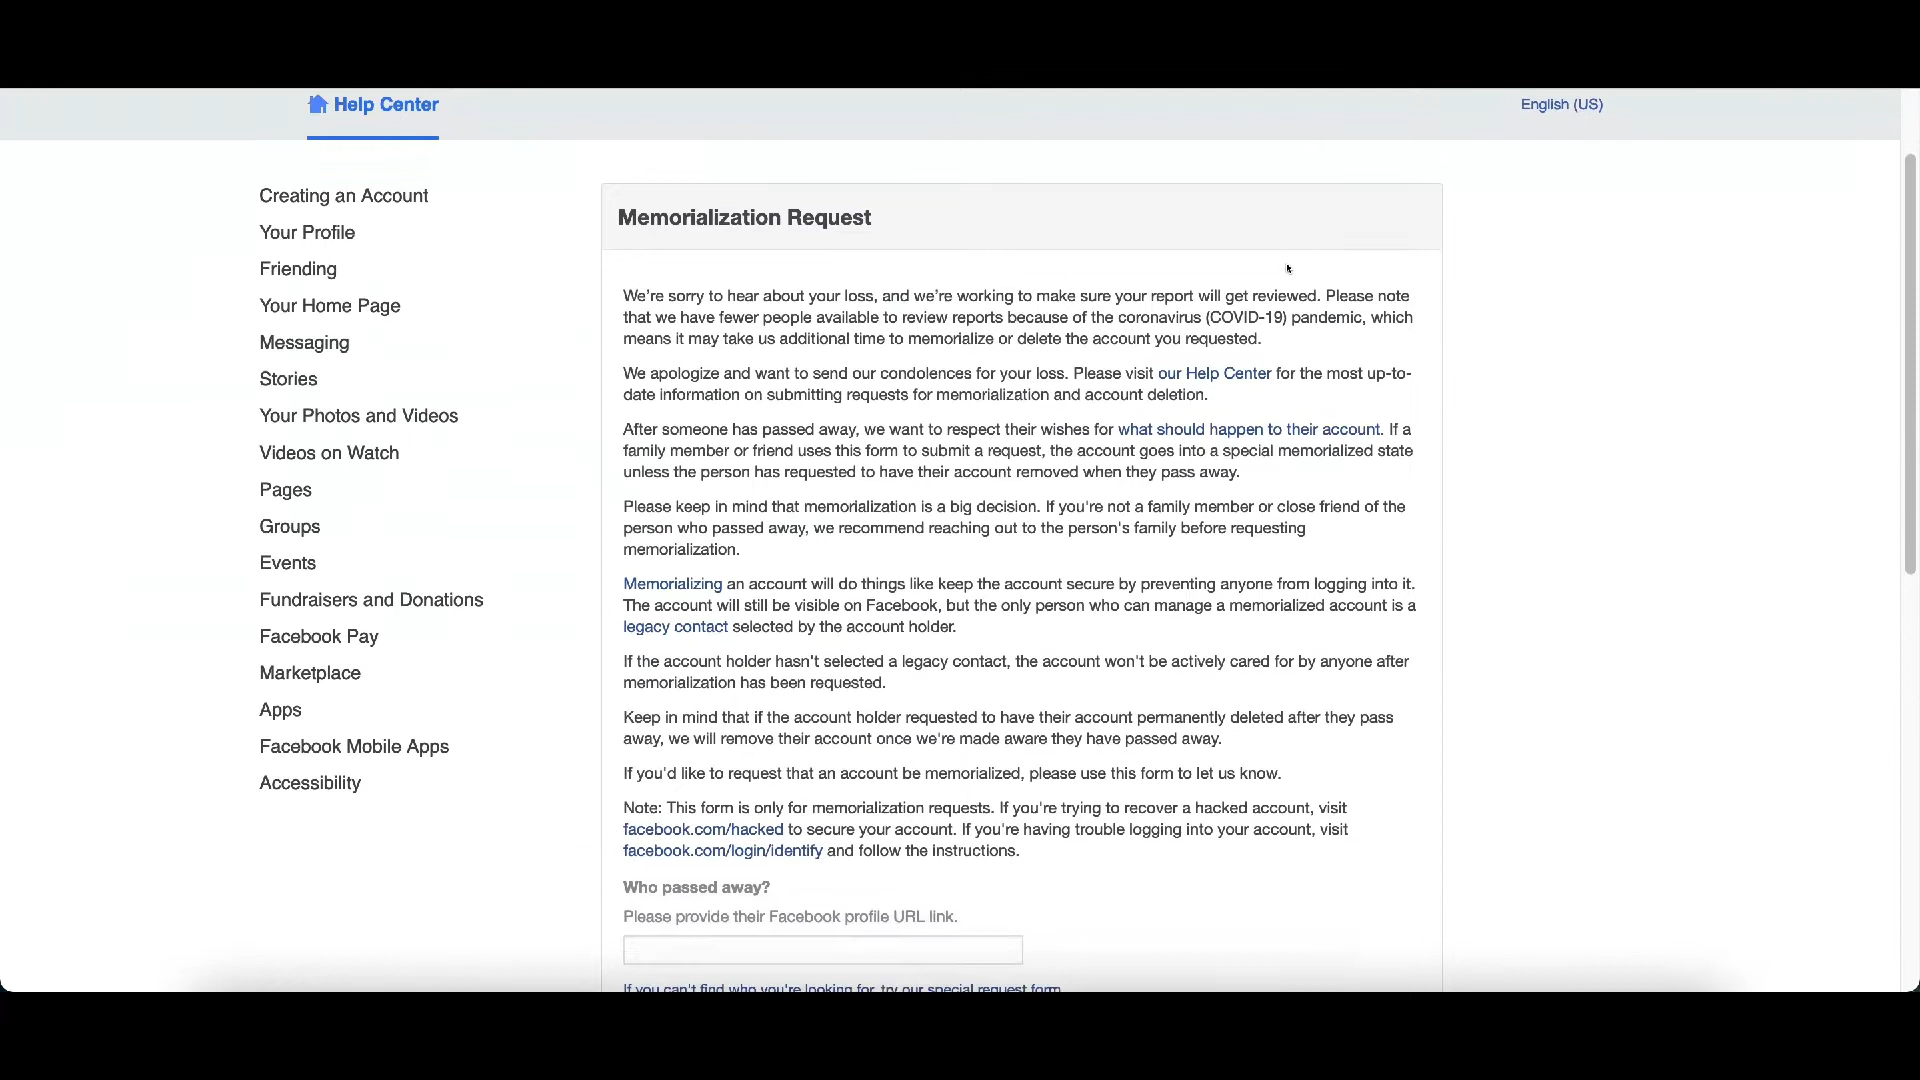 Help Center
English (US)
Creating an Account
Your Profile
Friending
Your Home Page
Messaging
Stories
Your Photos and Videos
Videos on Watch
Pages
Groups
Events
Fundraisers and Donations
Facebook Pay
Marketplace
Apps
Facebook Mobile Apps
Accessibility
Memorialization Request
We’re sorry to hear about your loss, and we’re working to make sure your report will get reviewed. Please note
that we have fewer people available to review reports because of the coronavirus (COVID-19) pandemic, which
means it may take us additional time to memorialize or delete the account you requested.
We apologize and want to send our condolences for your loss. Please visit our Help Center for the most up-to-
date information on submitting requests for memorialization and account deletion.
After someone has passed away, we want to respect their wishes for what should happen to their account. If a
family member or friend uses this form to submit a request, the account goes into a special memorialized state
unless the person has requested to have their account removed when they pass away.
Please keep in mind that memorialization is a big decision. If you're not a family member or close friend of the
person who passed away, we recommend reaching out to the person's family before requesting
memorialization.
Memorializing an account will do things like keep the account secure by preventing anyone from logging into it.
The account will still be visible on Facebook, but the only person who can manage a memorialized account is a
legacy contact selected by the account holder.
If the account holder hasn't selected a legacy contact, the account won't be actively cared for by anyone after
memorialization has been requested.
Keep in mind that if the account holder requested to have their account permanently deleted after they pass
away, we will remove their account once we're made aware they have passed away.
If you'd like to request that an account be memorialized, please use this form to let us know.
Note: This form is only for memorialization requests. If you're trying to recover a hacked account, visit
facebook.com/hacked to secure your account. If you're having trouble logging into your account, visit
facebook.com/login/identify and follow the instructions.
Who passed away?
Please provide their Facebook profile URL link.
If you can't find who you're looking for, try our special request form